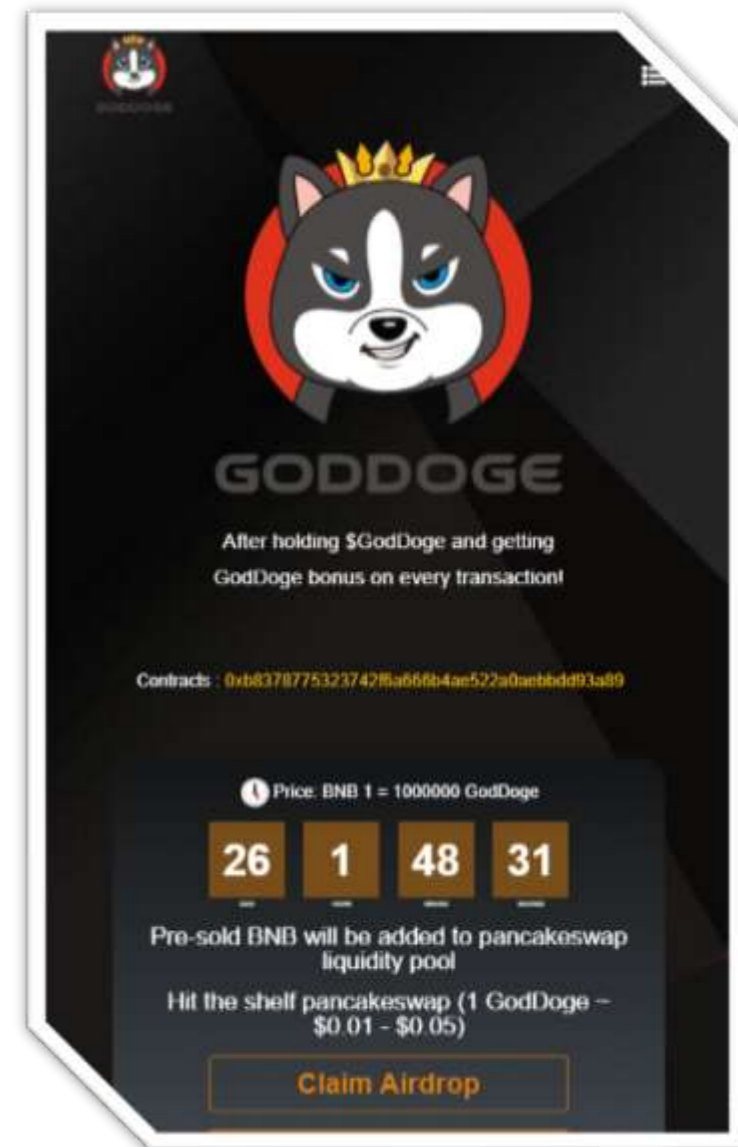 GODDOGE
GODDOGE
After holding $GodDoge and getting
GodDoge bonus on every transaction!
Contracts :
Price: BNB 1 = 1000000 GodDoge
26 1 48 31
Pre-sold BNB will be added to pancakeswap
liquidity pool
Hit the shelf pancakeswap (1 GodDoge ~
$0.01 - $0.05)
Claim Airdrop